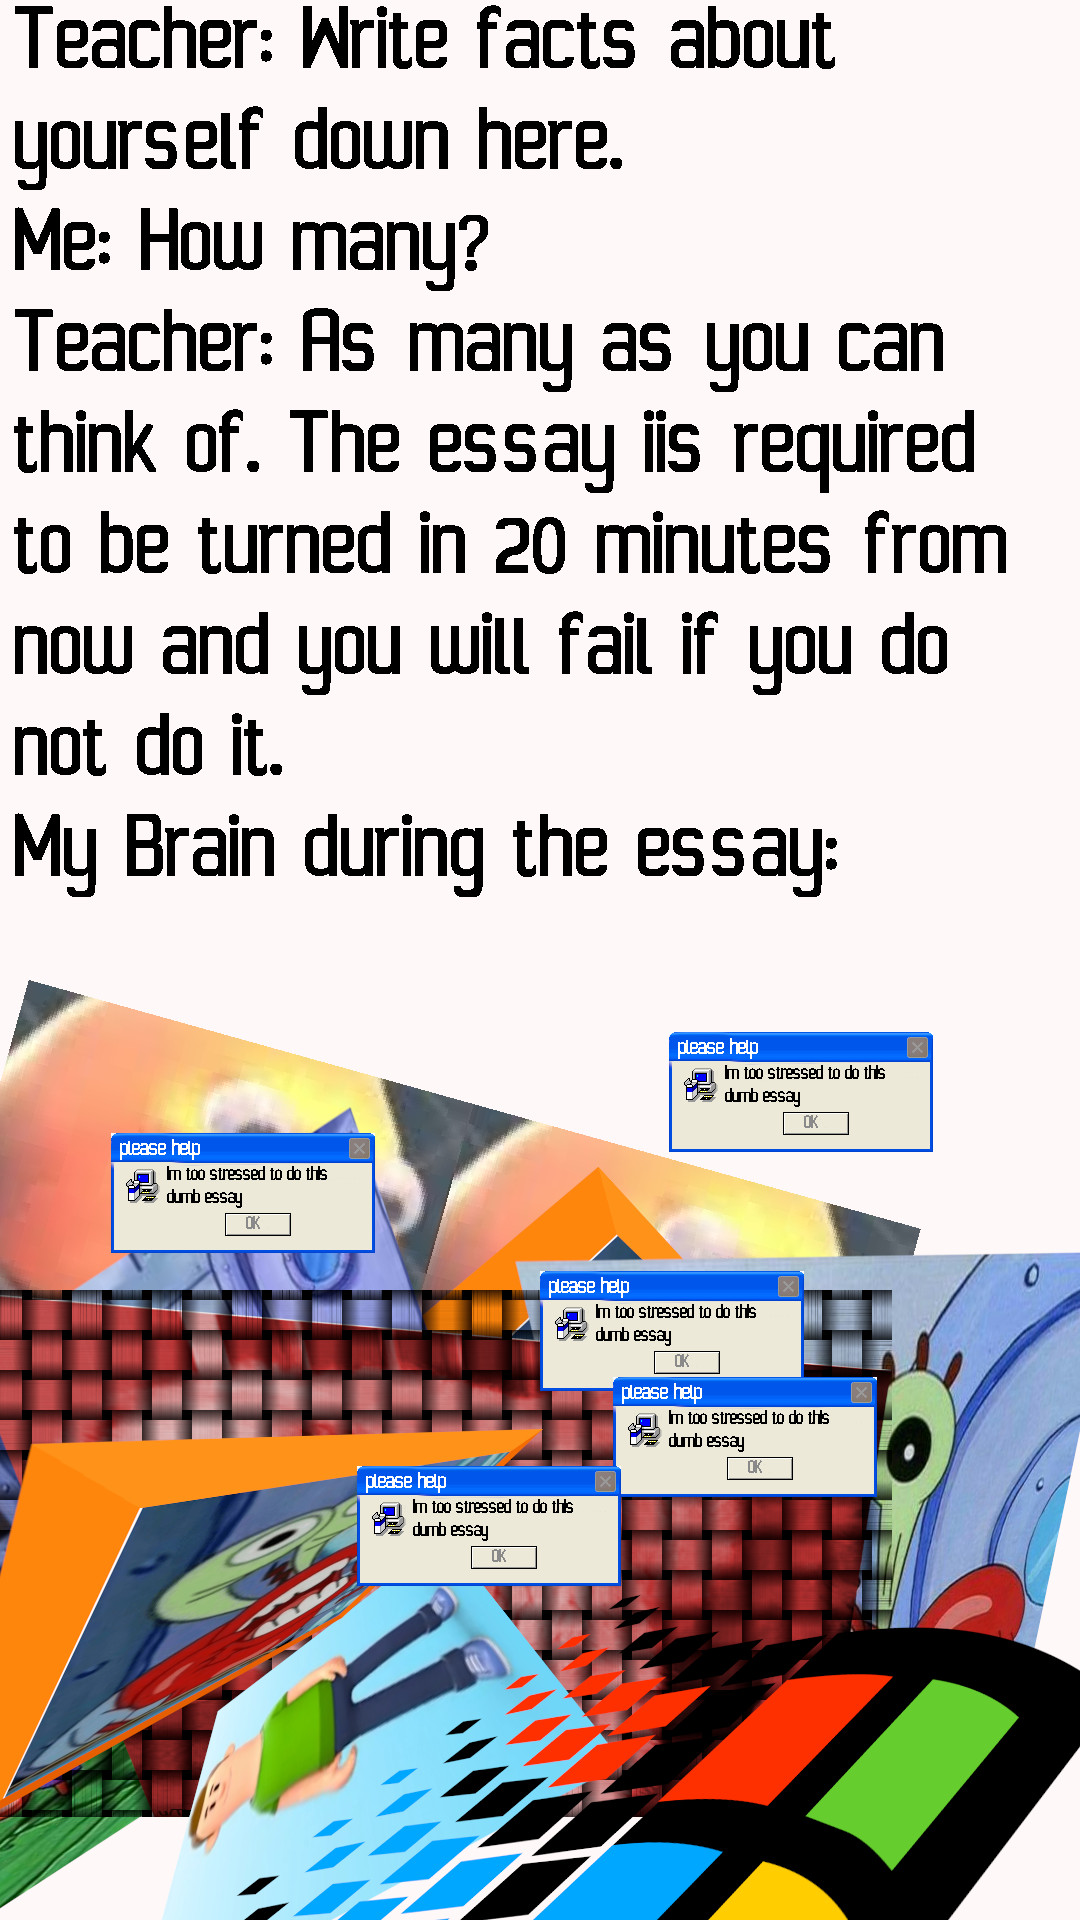 Teacher: Write facts about
yourself down here.
Me: How many?
Teacher: As many as you can
think of. The essay iis required
to be turned in 20 minutes from
now and you will fail if you do
not do it.
My Brain during the essay:
please help
Im too stressed to do this
dumb essay
OK
please help
Im too stressed to do this
dumb essay
OK
please help
Im too stressed to do this
dumb essay
OK
please help
Im too stressed to do this
dumb essay
OK
please help
Im too stressed to do this
dumb essay
OK